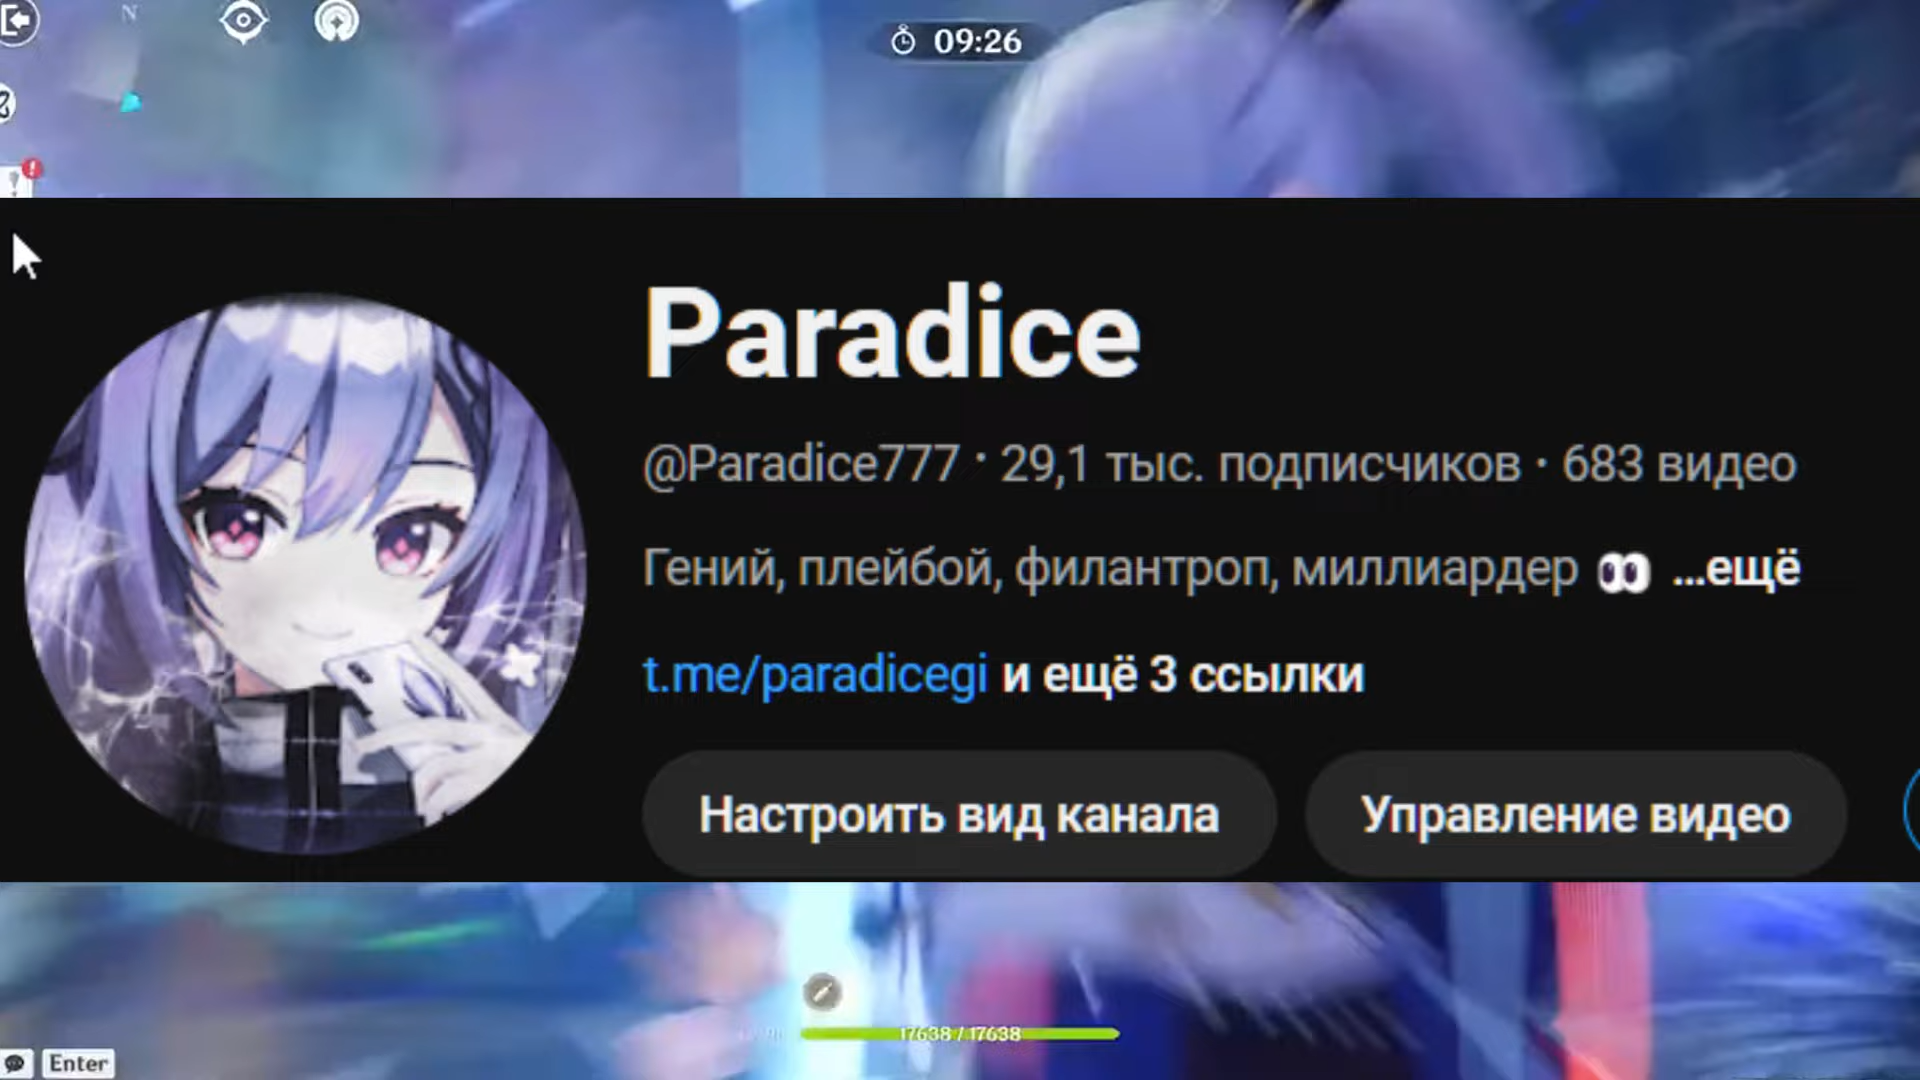 N
09:26
Paradice
@Paradice777 · 29,1 тыс. подписчиков · 683 видео
Гений, плейбой, филантроп, миллиардер 👀 ...ещё
t.me/paradicegi и ещё 3 ссылки
Настроить вид канала
Управление видео
17638 / 17638
Enter